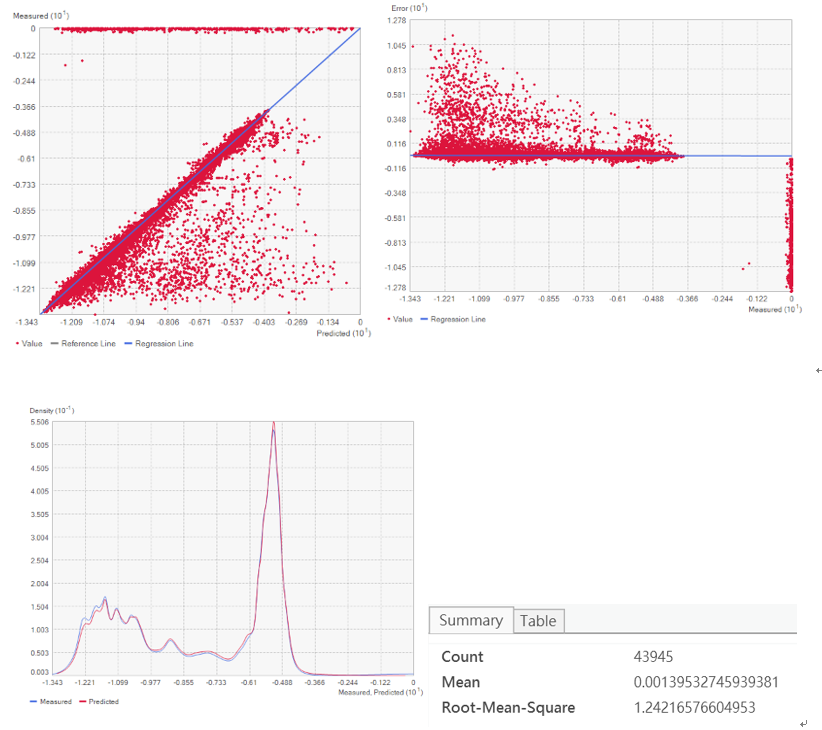 Measured (10¹)
0
-0.122
-0.244
-0.366
-0.488
-0.61
-0.733
-0.855
-0.977
-1.099
-1.221
-1.343 -1.209 -1.074 -0.94 -0.806 -0.671 -0.537 -0.403 -0.269 -0.134 0
Predicted (10¹)
Value Reference Line Regression Line
Error (10¹)
1.278
1.045
0.813
0.581
0.348
0.116
-0.116
-0.348
-0.581
-0.813
-1.045
-1.278
-1.343 -1.221 -1.099 -0.977 -0.855 -0.733 -0.61 -0.488 -0.366 -0.244 -0.122 0
Measured (10¹)
Value Regression Line
Density (10⁻¹)
5.506
5.005
4.505
4.005
3.504
3.004
2.504
2.004
1.504
1.003
0.503
0.003
-1.343 -1.221 -1.099 -0.977 -0.855 -0.733 -0.61 -0.488 -0.366 -0.244 -0.122 0
Measured, Predicted (10¹)
Measured Predicted
Summary Table
Count 43945
Mean 0.00139532745939381
Root-Mean-Square 1.24216576604953